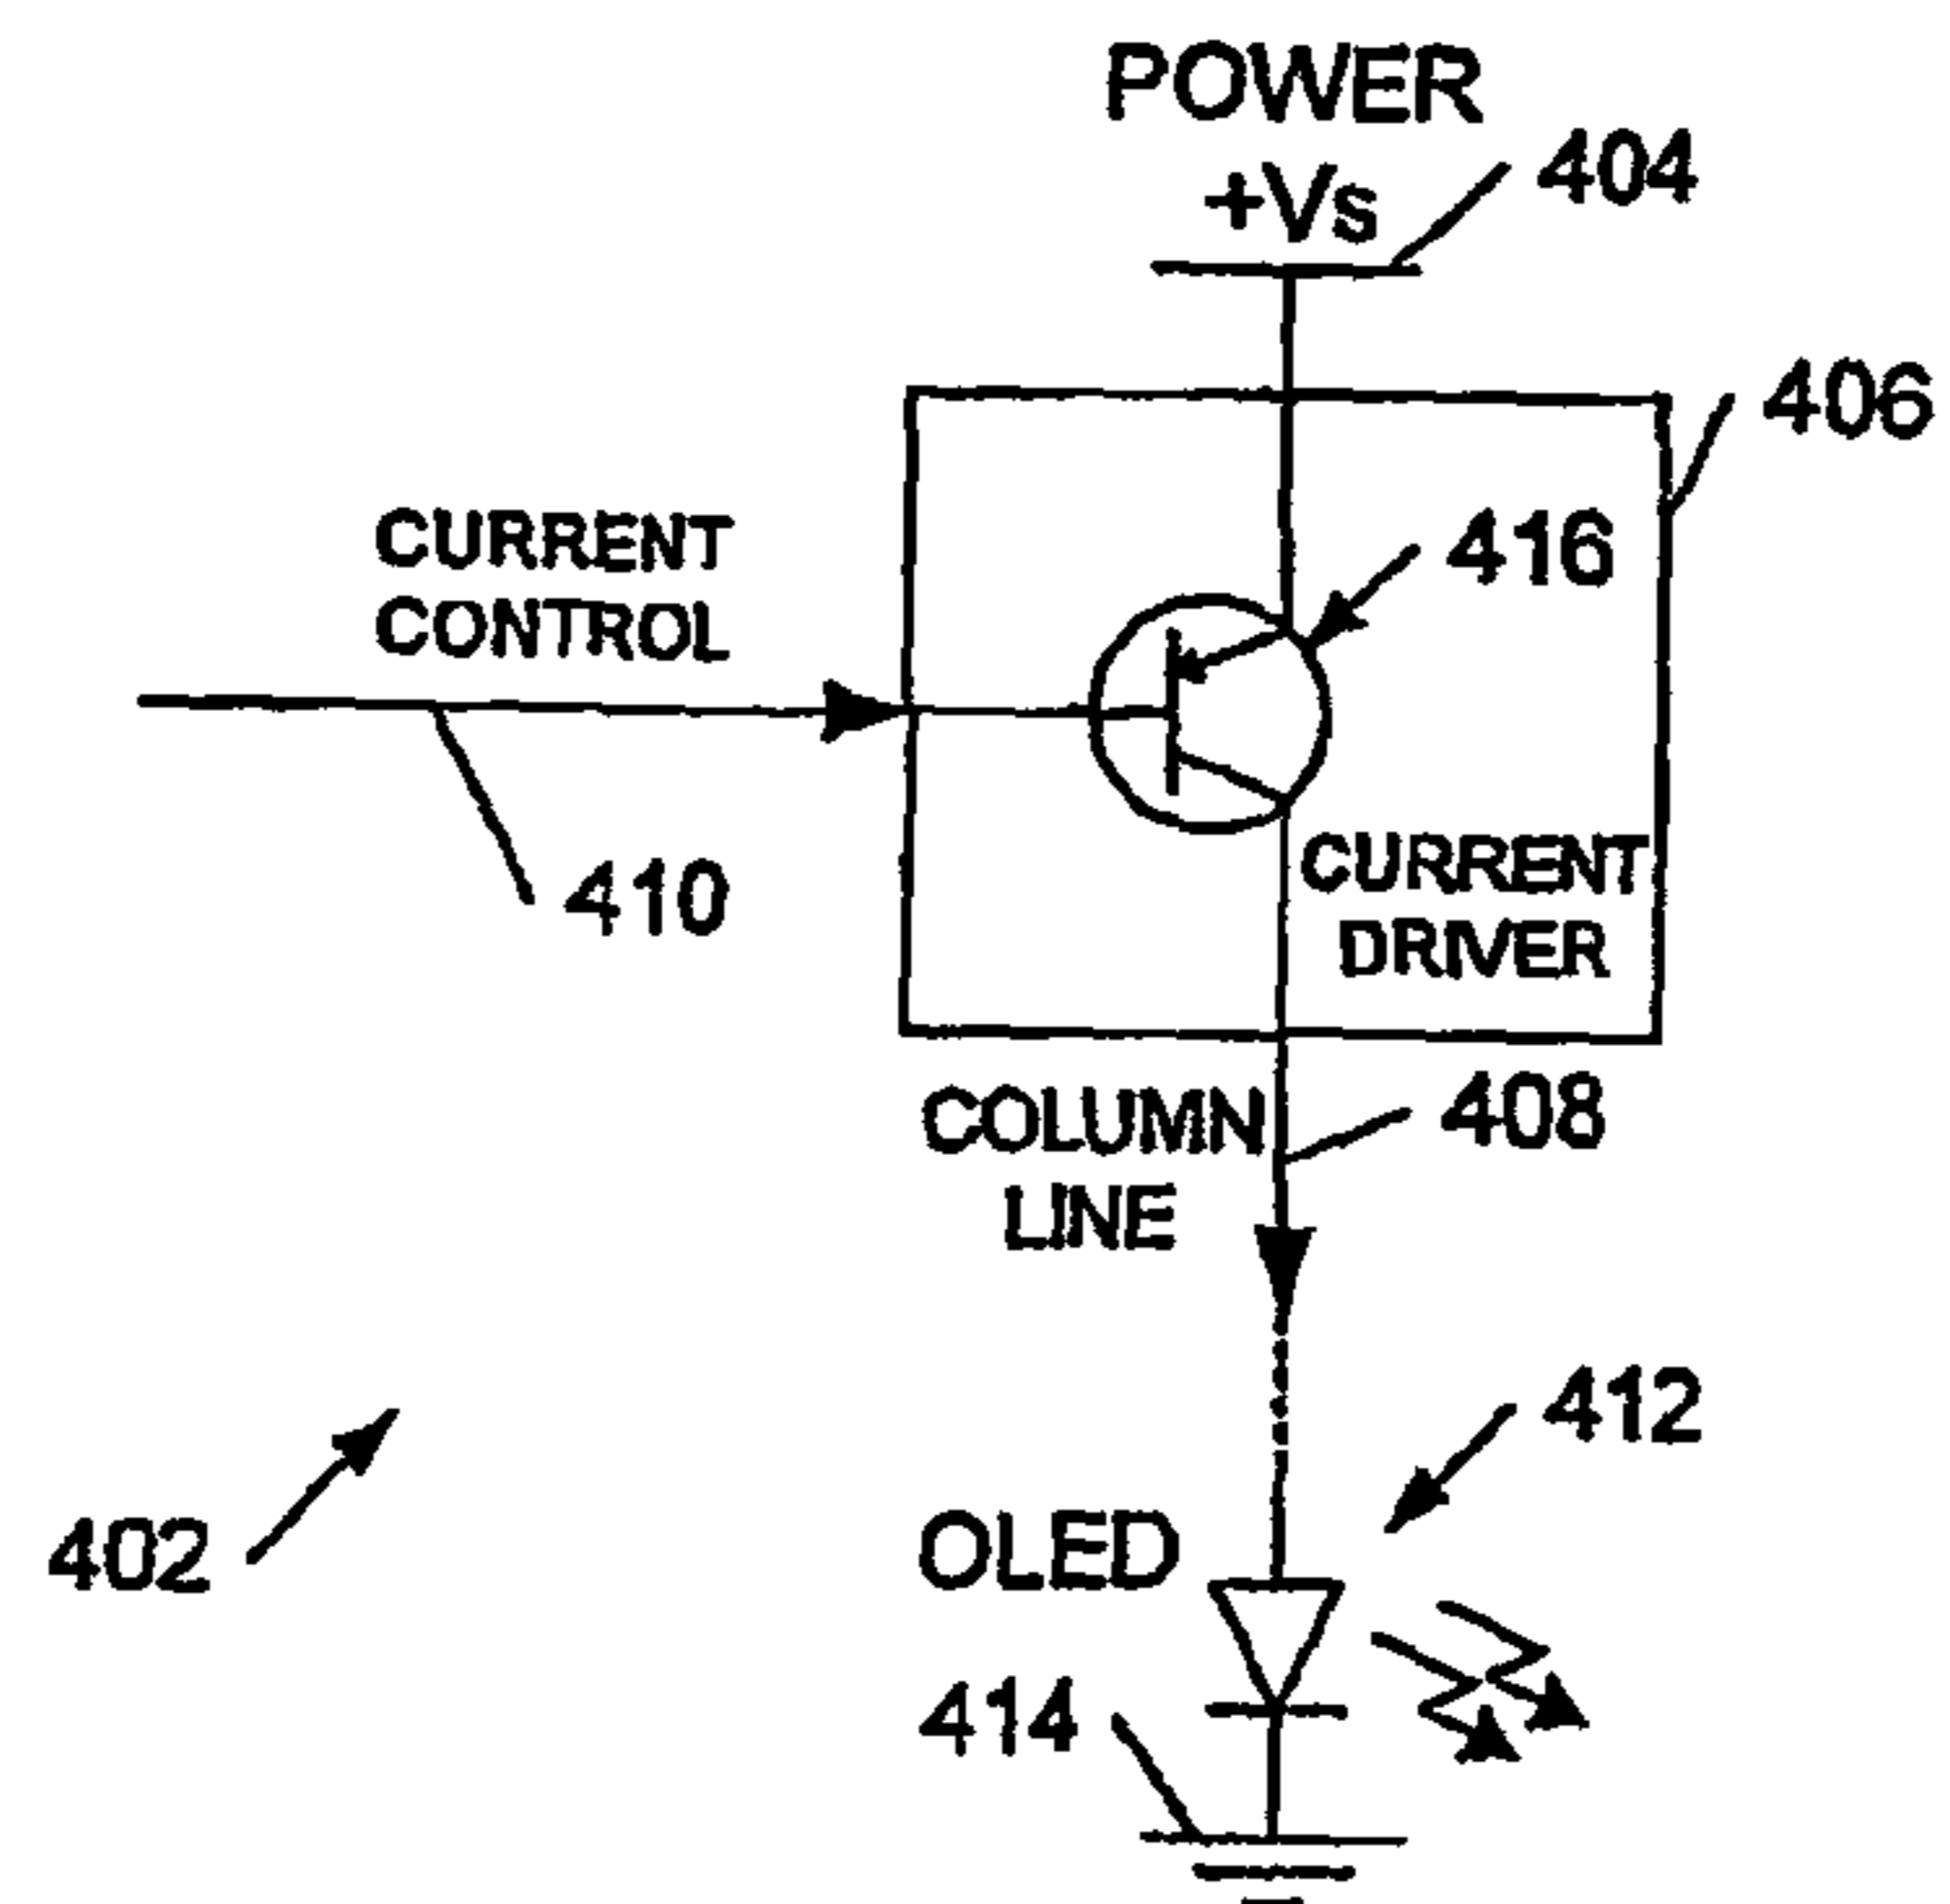 POWER
+Vs
404
406
416
CURRENT
CONTROL
410
CURRENT
DRIVER
COLUMN
LINE
408
412
402
OLED
414